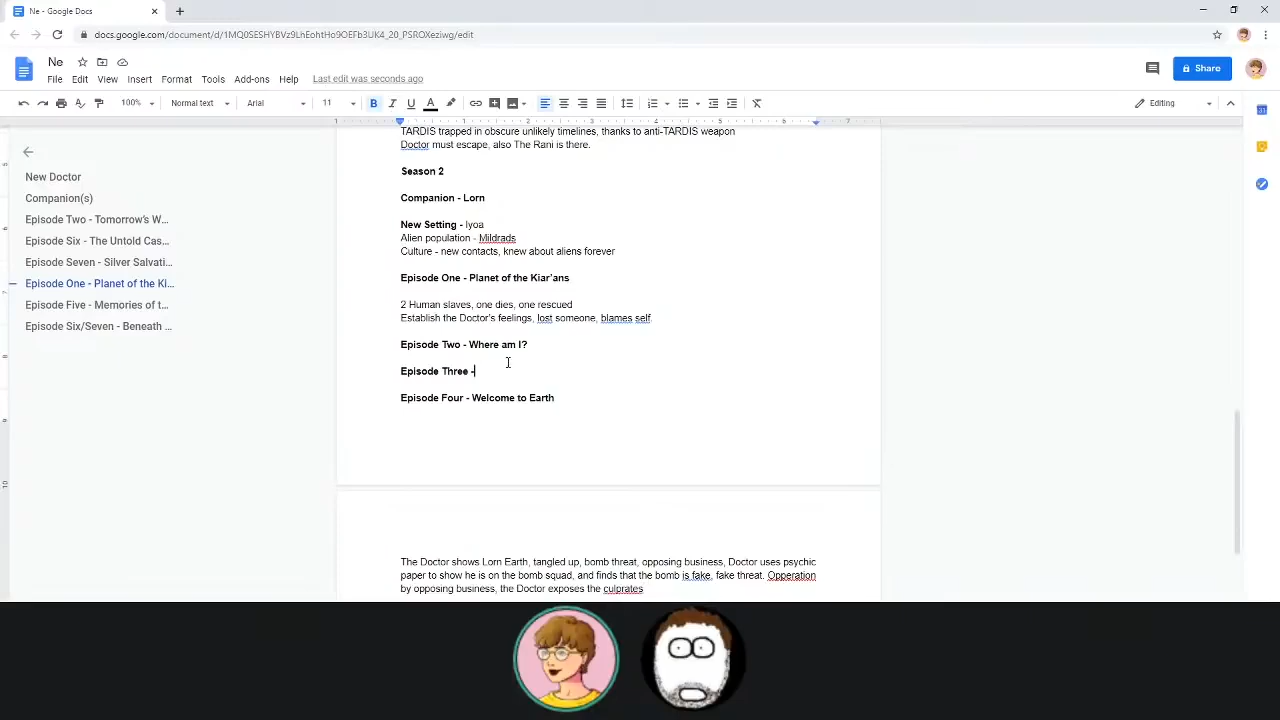 Ne - Google Docs
docs.google.com/document/d/1MQ0SESHYBVz9LhEohtHo9OEFb3UK4_20_PSROXeziwg/edit
Ne
File Edit View Insert Format Tools Add-ons Help Last edit was seconds ago
Share
100% Normal text Arial 11 B I U A Editing
1 1 2 3 4 5 6 7
TARDIS trapped in obscure unlikely timelines, thanks to anti-TARDIS weapon
Doctor must escape, also The Rani is there.
New Doctor
Companion(s)
Episode Two - Tomorrow's W...
Episode Six - The Untold Cas...
Episode Seven - Silver Salvati...
Episode One - Planet of the Ki...
Episode Five - Memories of t...
Episode Six/Seven - Beneath ...
Season 2
Companion - Lorn
New Setting - Iyoa
Alien population - Mildrads
Culture - new contacts, knew about aliens forever
Episode One - Planet of the Kiar'ans
2 Human slaves, one dies, one rescued
Establish the Doctor's feelings, lost someone, blames self.
Episode Two - Where am I?
Episode Three -
Episode Four - Welcome to Earth
The Doctor shows Lorn Earth, tangled up, bomb threat, opposing business, Doctor uses psychic
paper to show he is on the bomb squad, and finds that the bomb is fake, fake threat. Opperation
by opposing business, the Doctor exposes the culprates